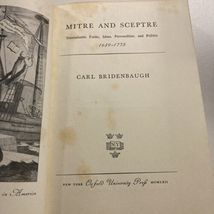 MITRE AND SCEPTRE
Transatlantic Faiths, Ideas, Personalities, and Politics
1689-1775
CARL BRIDENBAUGH
NEW YORK Oxford University Press MCMLXII
in America